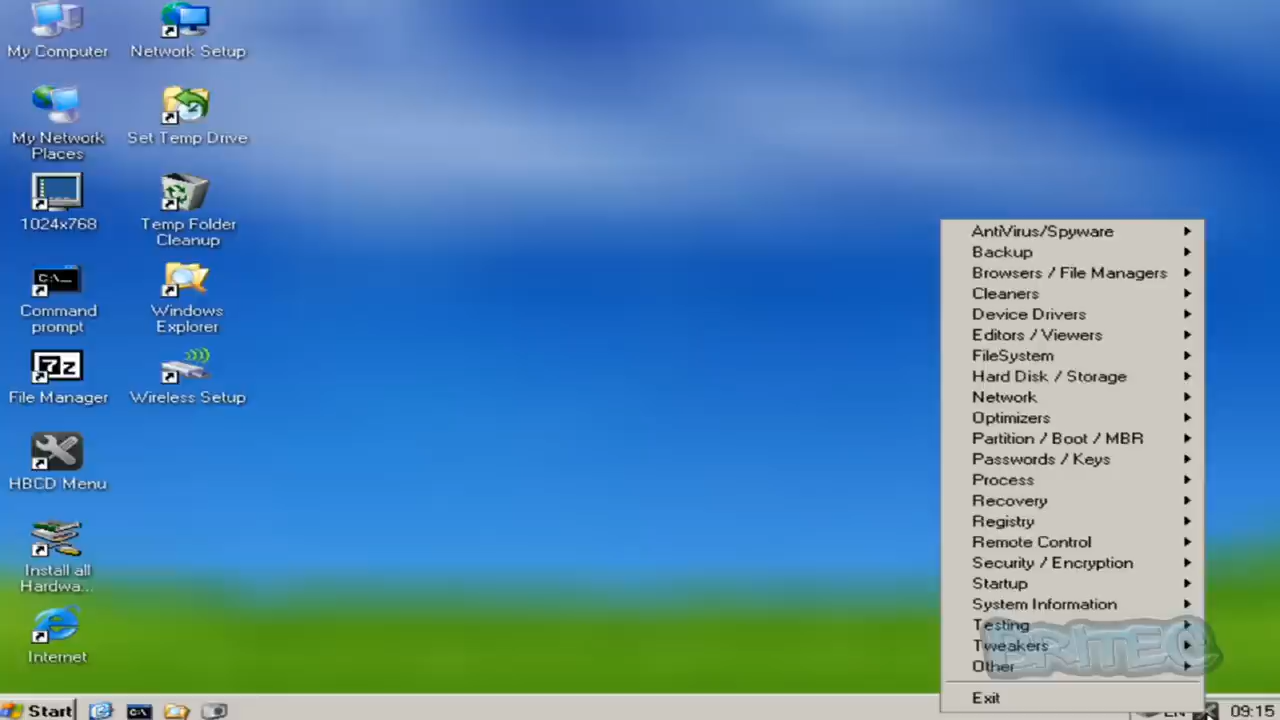 My Computer
Network Setup
My Network
Places
Set Temp Drive
1024x768
Temp Folder
Cleanup
C:\_
Command
prompt
Windows
Explorer
7z
File Manager
Wireless Setup
HBCD Menu
Install all
Hardwa...
Internet
AntiVirus/Spyware
Backup
Browsers / File Managers
Cleaners
Device Drivers
Editors / Viewers
FileSystem
Hard Disk / Storage
Network
Optimizers
Partition / Boot / MBR
Passwords / Keys
Process
Recovery
Registry
Remote Control
Security / Encryption
Startup
System Information
Testing
Tweakers
Other
BRITEC
Exit
Start
EN
09:15